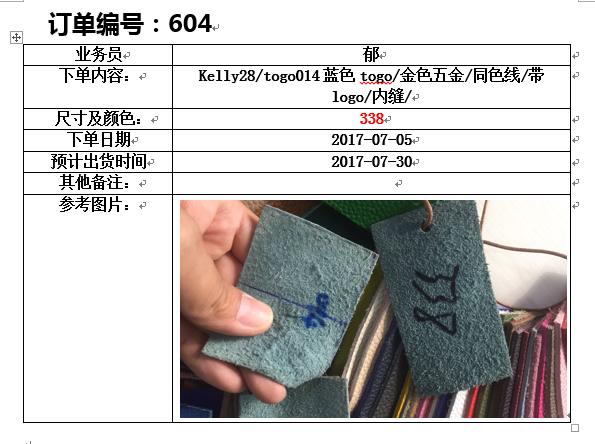 订单编号：604
业务员
郁
下单内容：
Kelly28/togo014 蓝色 togo/金色五金/同色线/带
logo/内缝/
尺寸及颜色：
338
下单日期
2017-07-05
预计出货时间
2017-07-30
其他备注：
参考图片：
338